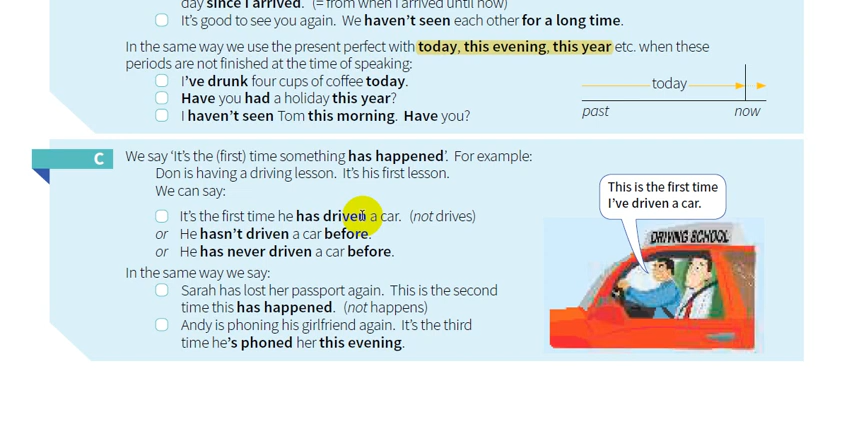 day since I arrived. (= from when I arrived until now)
It's good to see you again. We haven't seen each other for a long time.
In the same way we use the present perfect with today, this evening, this year etc. when these
periods are not finished at the time of speaking:
I've drunk four cups of coffee today.
Have you had a holiday this year?
I haven't seen Tom this morning. Have you?
today
past now
C
We say 'It's the (first) time something has happened'. For example:
Don is having a driving lesson. It's his first lesson.
We can say:
It's the first time he has driven a car. (not drives)
or He hasn't driven a car before.
or He has never driven a car before.
In the same way we say:
Sarah has lost her passport again. This is the second
time this has happened. (not happens)
Andy is phoning his girlfriend again. It's the third
time he's phoned her this evening.
This is the first time
I've driven a car.
DRIVING SCHOOL